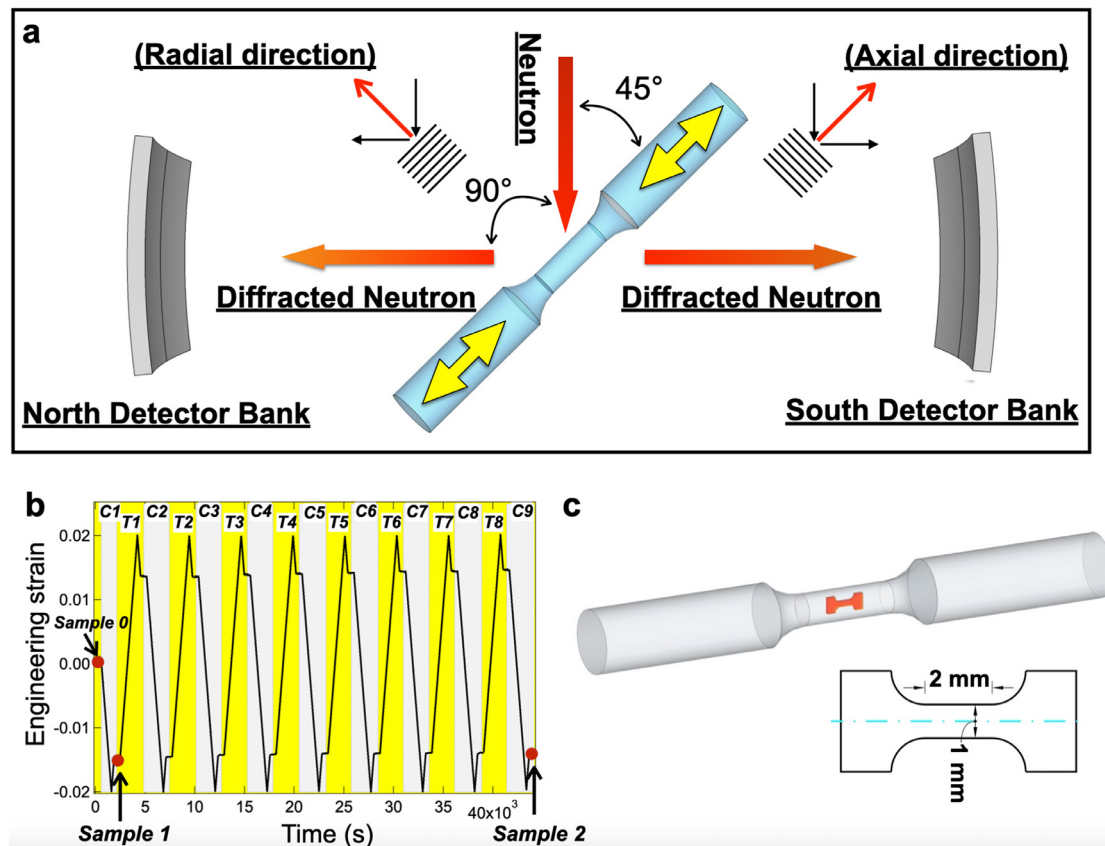 a
(Radial direction)
Neutron
45°
(Axial direction)
90°
Diffracted Neutron
Diffracted Neutron
North Detector Bank
South Detector Bank
b
C1 C2 C3 C4 C5 C6 C7 C8 C9
T1 T2 T3 T4 T5 T6 T7 T8
0.02
0.01
0.00
-0.01
-0.02
Engineering strain
Sample 0
0 5 10 15 20 25 30 35
40x10³
Sample 1
Time (s)
Sample 2
c
2 mm
1 mm